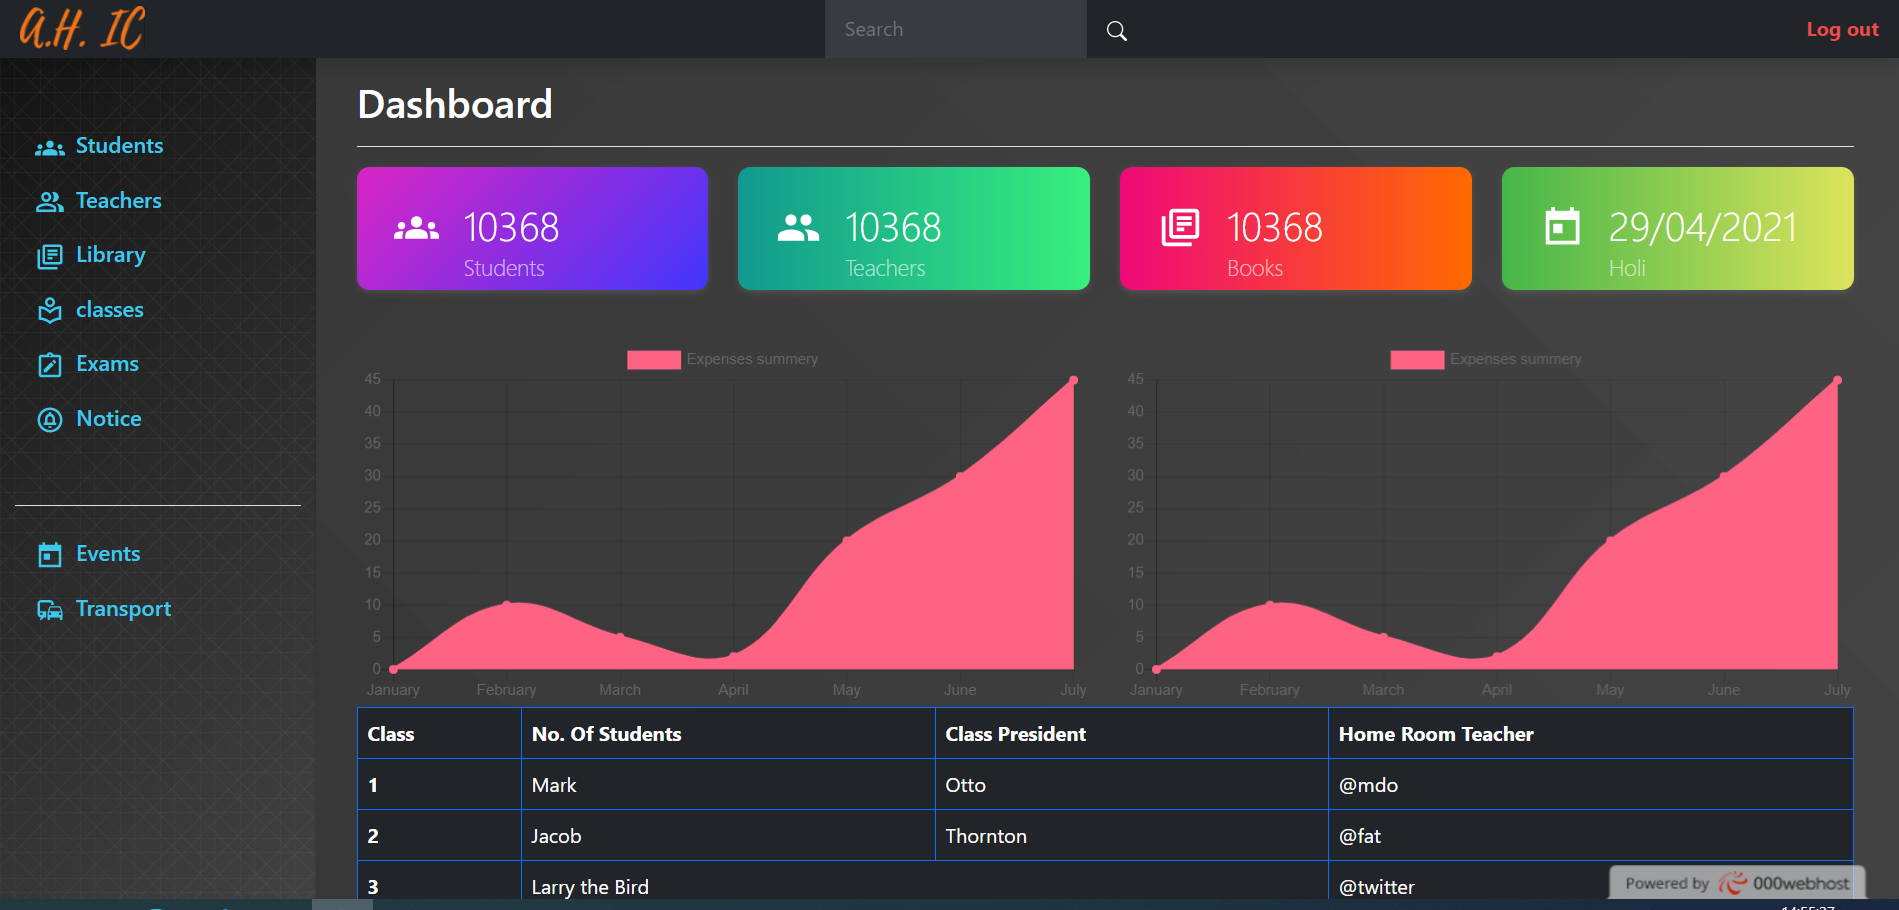 A.H. IC
Search
Log out
Dashboard
Students
Teachers
Library
classes
Exams
Notice
Events
Transport
10368
Students
10368
Teachers
10368
Books
29/04/2021
Holi
Expenses summery
45
40
35
30
25
20
15
10
5
0
January February March April May June July
Expenses summery
45
40
35
30
25
20
15
10
5
0
January February March April May June July
Class No. Of Students Class President Home Room Teacher
1 Mark Otto @mdo
2 Jacob Thornton @fat
3 Larry the Bird @twitter
Powered by 000webhost